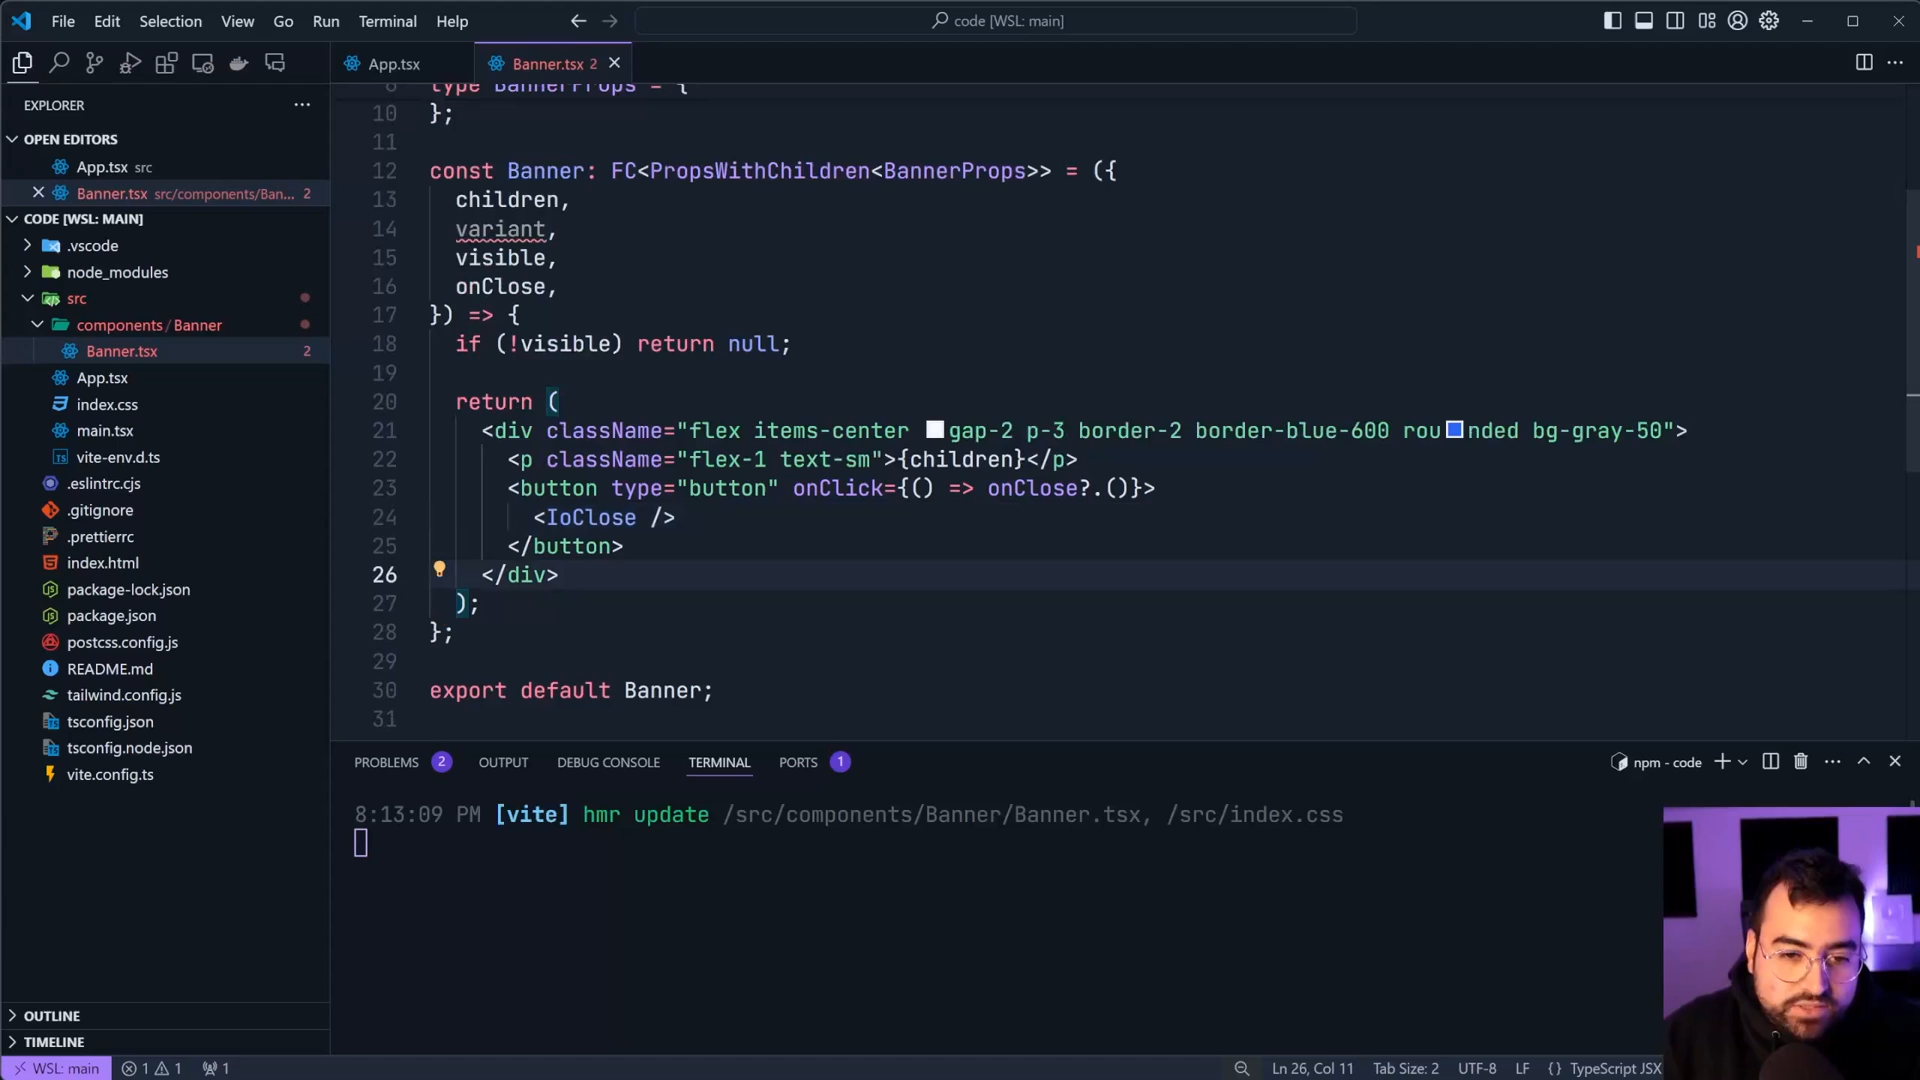 File Edit Selection View Go Run Terminal Help
code [WSL: main]
EXPLORER
OPEN EDITORS
App.tsx src
Banner.tsx src/components/Ban... 2
CODE [WSL: MAIN]
.vscode
node_modules
src
components / Banner
Banner.tsx 2
App.tsx
index.css
main.tsx
vite-env.d.ts
.eslintrc.cjs
.gitignore
.prettierrc
index.html
package-lock.json
package.json
postcss.config.js
README.md
tailwind.config.js
tsconfig.json
tsconfig.node.json
vite.config.ts
OUTLINE
TIMELINE
App.tsx
Banner.tsx 2
type BannerProps = {
10 };
11
12 const Banner: FC<PropsWithChildren<BannerProps>> = ({
13 children,
14 variant,
15 visible,
16 onClose,
17 }) => {
18 if (!visible) return null;
19
20 return (
21 <div className="flex items-center gap-2 p-3 border-2 border-blue-600 rounded bg-gray-50">
22 <p className="flex-1 text-sm">{children}</p>
23 <button type="button" onClick={() => onClose?.()}>
24 <IoClose />
25 </button>
26 </div>
27 );
28 };
29
30 export default Banner;
31
PROBLEMS 2 OUTPUT DEBUG CONSOLE TERMINAL PORTS 1
npm - code
8:13:09 PM [vite] hmr update /src/components/Banner/Banner.tsx, /src/index.css
WSL: main 1 1 1
Ln 26, Col 11 Tab Size: 2 UTF-8 LF {} TypeScript JSX